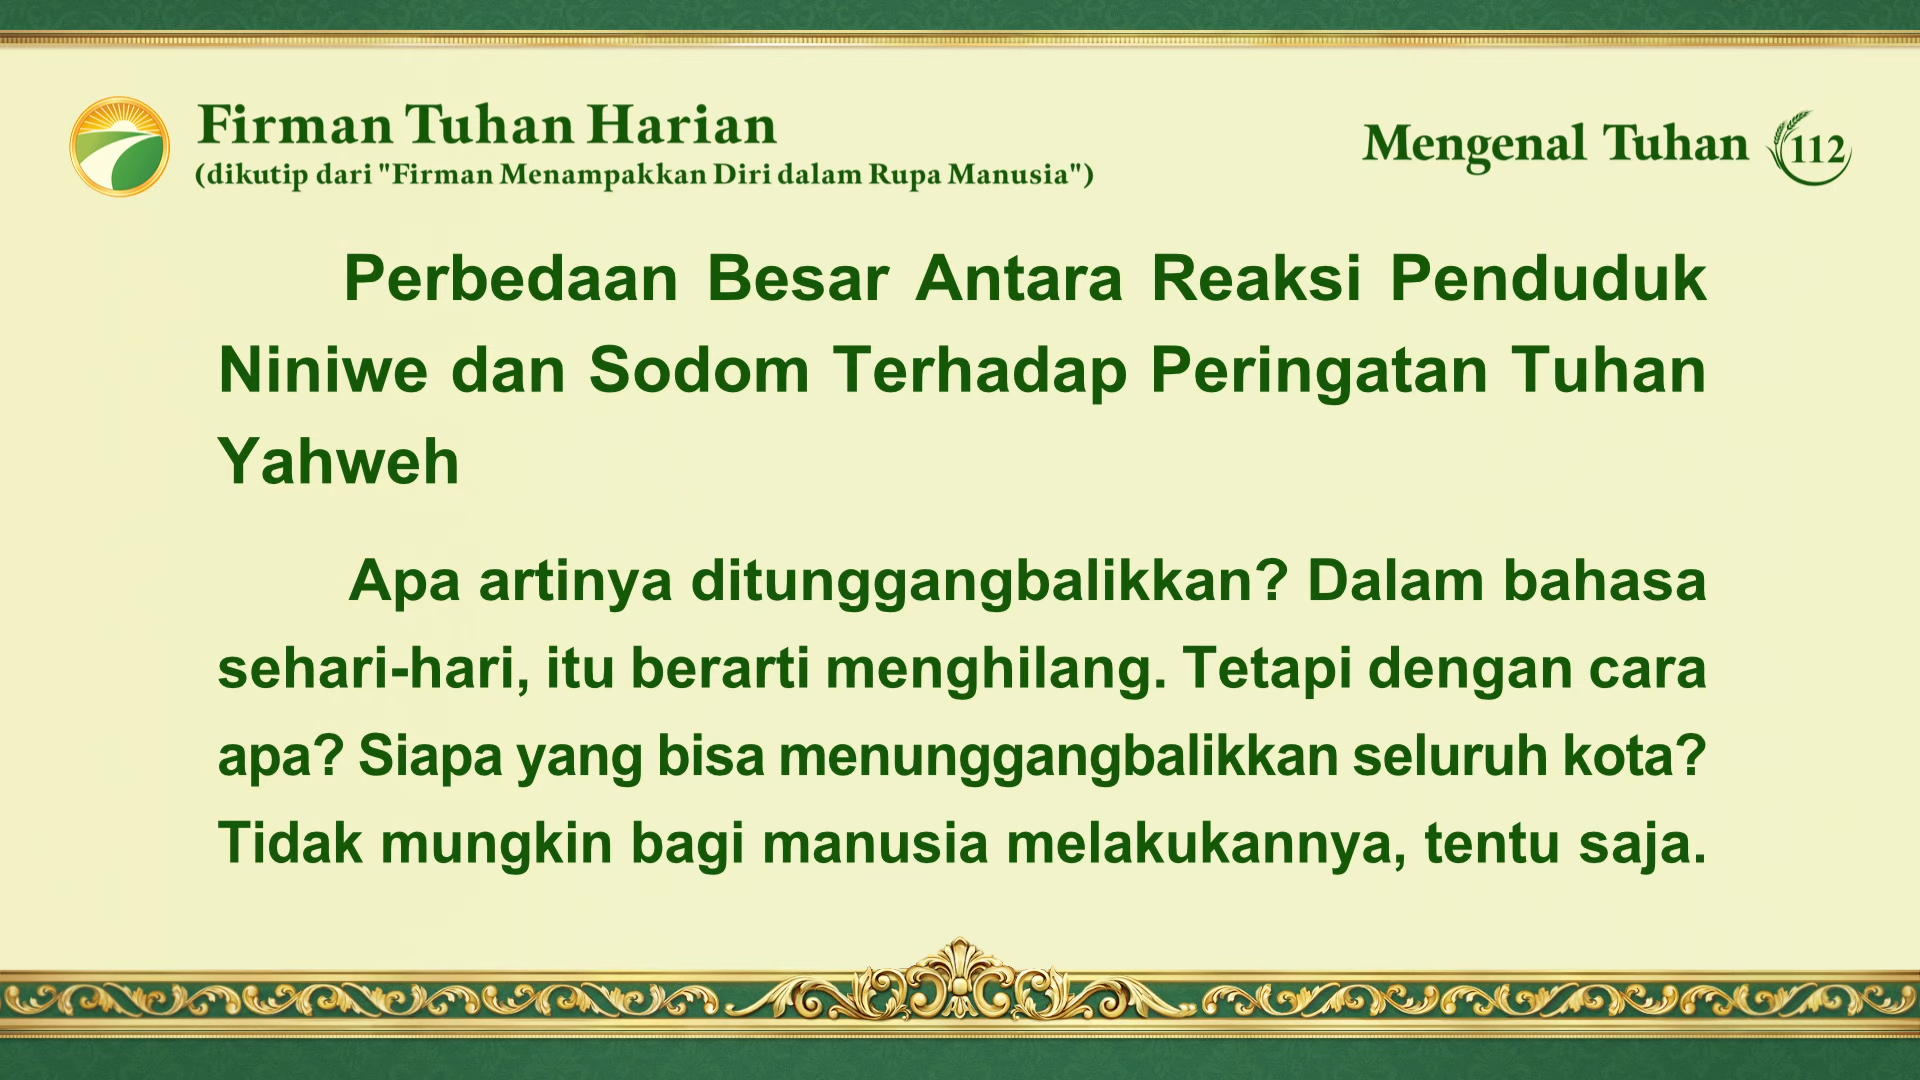 Firman Tuhan Harian
(dikutip dari "Firman Menampakkan Diri dalam Rupa Manusia")
Mengenal Tuhan 112
Perbedaan Besar Antara Reaksi Penduduk
Niniwe dan Sodom Terhadap Peringatan Tuhan
Yahweh
Apa artinya ditunggangbalikkan? Dalam bahasa
sehari-hari, itu berarti menghilang. Tetapi dengan cara
apa? Siapa yang bisa menunggangbalikkan seluruh kota?
Tidak mungkin bagi manusia melakukannya, tentu saja.